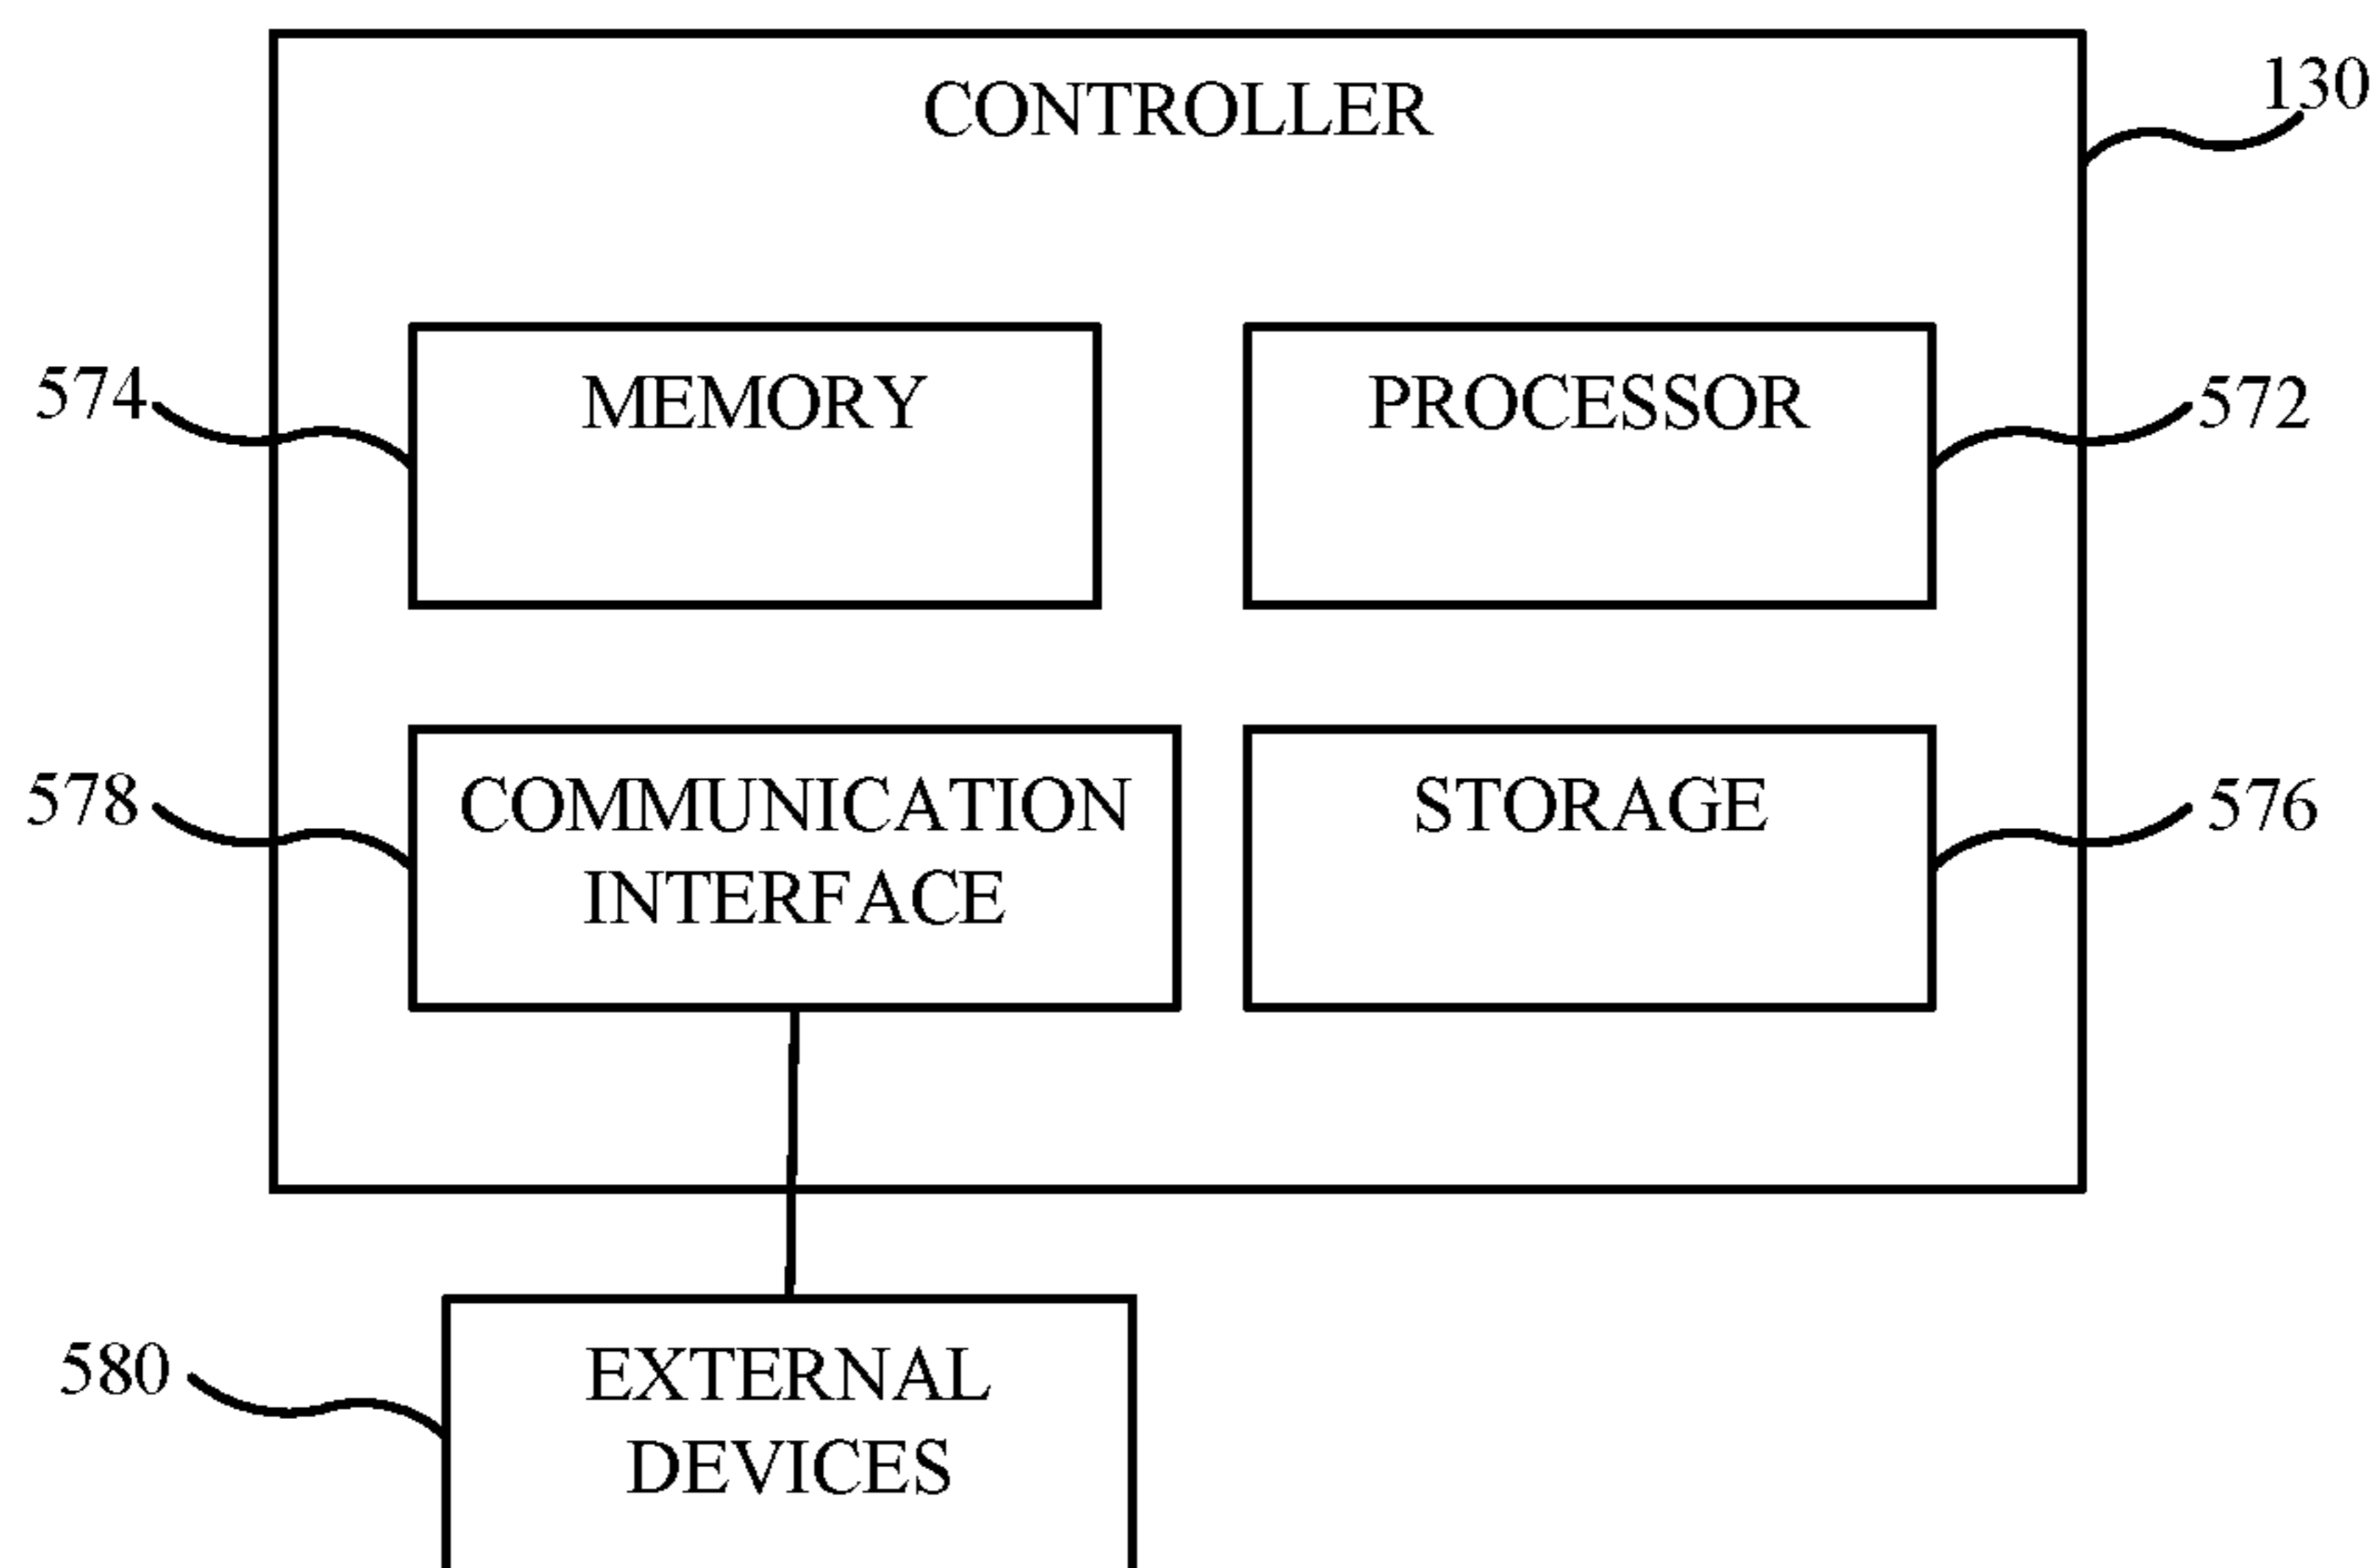 CONTROLLER
130
574
MEMORY
PROCESSOR
572
578
COMMUNICATION
INTERFACE
STORAGE
576
580
EXTERNAL
DEVICES